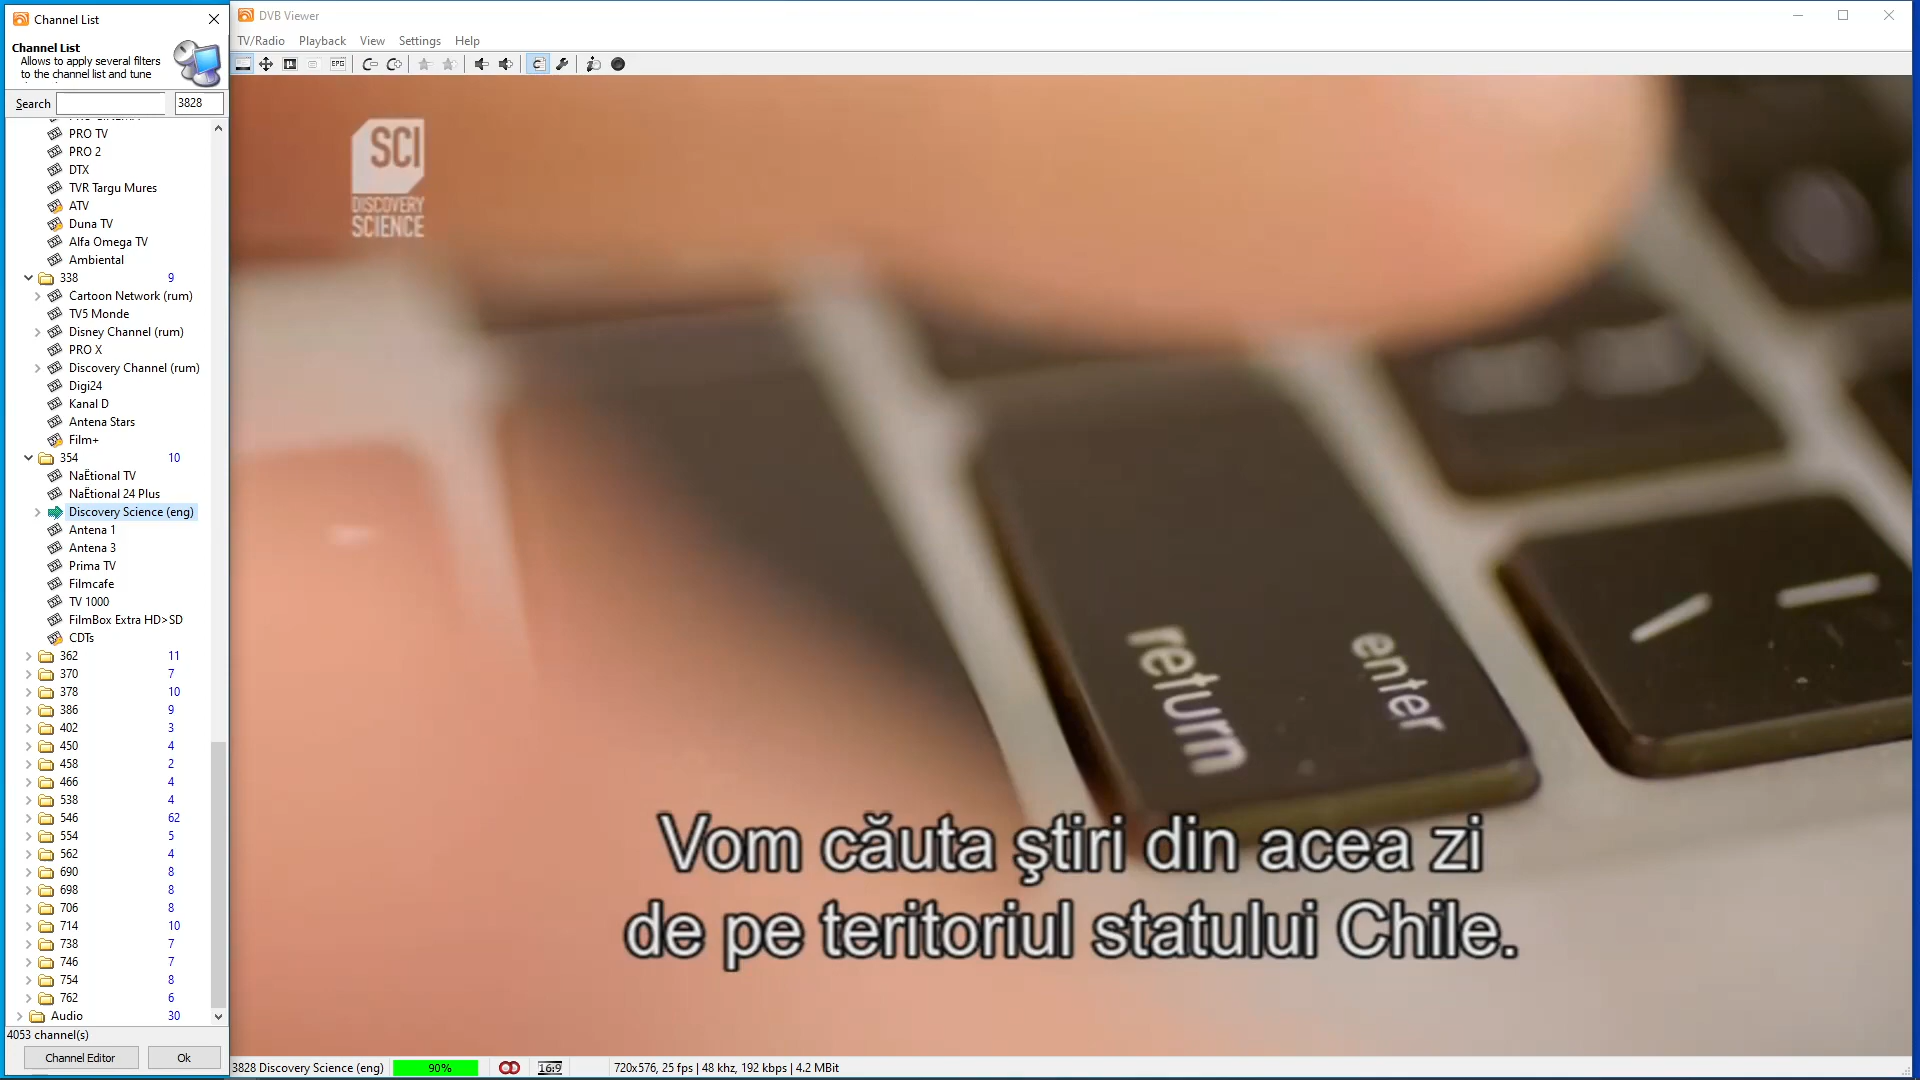 Channel List
DVB Viewer
Channel List
Allows to apply several filters
to the channel list and tune
TV/Radio Playback View Settings Help
EPG
Search 3828
PRO TV
PRO 2
DTX
TVR Targu Mures
ATV
Duna TV
Alfa Omega TV
Ambiental
338 9
Cartoon Network (rum)
TV5 Monde
Disney Channel (rum)
PRO X
Discovery Channel (rum)
Digi24
Kanal D
Antena Stars
Film+
354 10
NaËtional TV
NaËtional 24 Plus
Discovery Science (eng)
Antena 1
Antena 3
Prima TV
Filmcafe
TV 1000
FilmBox Extra HD>SD
CDTs
362 11
370 7
378 10
386 9
402 3
450 4
458 2
466 4
538 4
546 62
554 5
562 4
690 8
698 8
706 8
714 10
738 7
746 7
754 8
762 6
Audio 30
4053 channel(s)
Channel Editor Ok
SCI
DISCOVERY
SCIENCE
return
enter
Vom căuta ştiri din acea zi
de pe teritoriul statului Chile.
3828 Discovery Science (eng) 90% 16:9 720x576, 25 fps | 48 khz, 192 kbps | 4.2 MBit